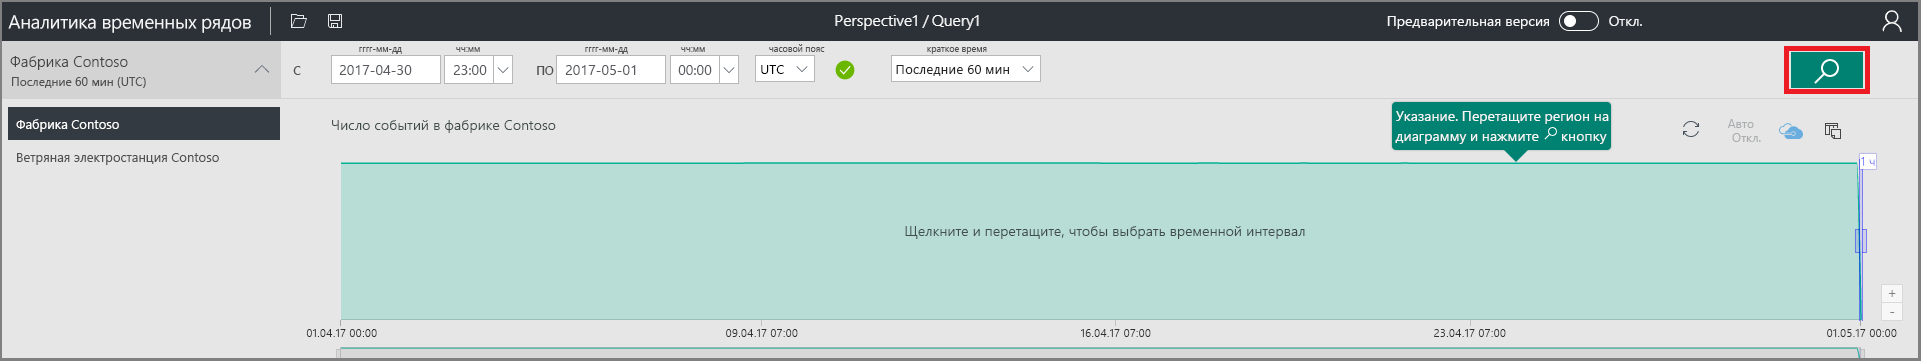 Аналитика временных рядов
Perspective1 / Query1
Предварительная версия Откл.
Фабрика Contoso
Последние 60 мин (UTC)
гггг-мм-дд чч:мм гггг-мм-дд чч:мм часовой пояс краткое время
С 2017-04-30 23:00 ПО 2017-05-01 00:00 UTC Последние 60 мин
Фабрика Contoso
Ветряная электростанция Contoso
Число событий в фабрике Contoso
Указание. Перетащите регион на
диаграмму и нажмите кнопку
Авто
Откл.
1 ч
Щелкните и перетащите, чтобы выбрать временной интервал
+
-
01.04.17 00:00 09.04.17 07:00 16.04.17 07:00 23.04.17 07:00 01.05.17 00:00